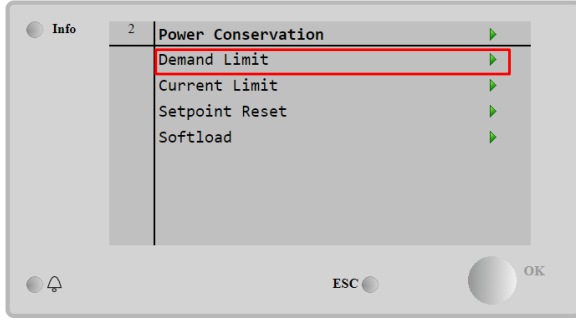 Info
2 Power Conservation
Demand Limit
Current Limit
Setpoint Reset
Softload
ESC
OK